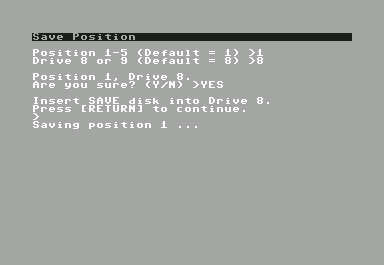 Save Position
Position 1-5 (Default = 1) >1
Drive 8 or 9 (Default = 8) >8
Position 1, Drive 8.
Are you sure? (Y/N) >YES
Insert SAVE disk into Drive 8.
Press [RETURN] to continue.
>
Saving position 1 ...